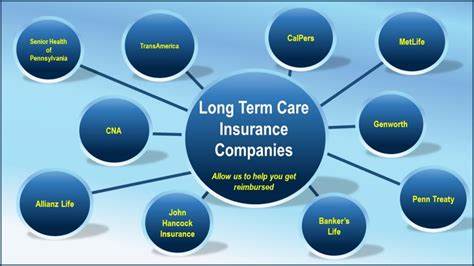 Senior Health
of
Pennsylvania
TransAmerica
CalPers
MetLife
CNA
Long Term Care
Insurance
Companies
Allow us to help you get
reimbursed
Genworth
Allianz Life
John
Hancock
Insurance
Banker's
Life
Penn Treaty